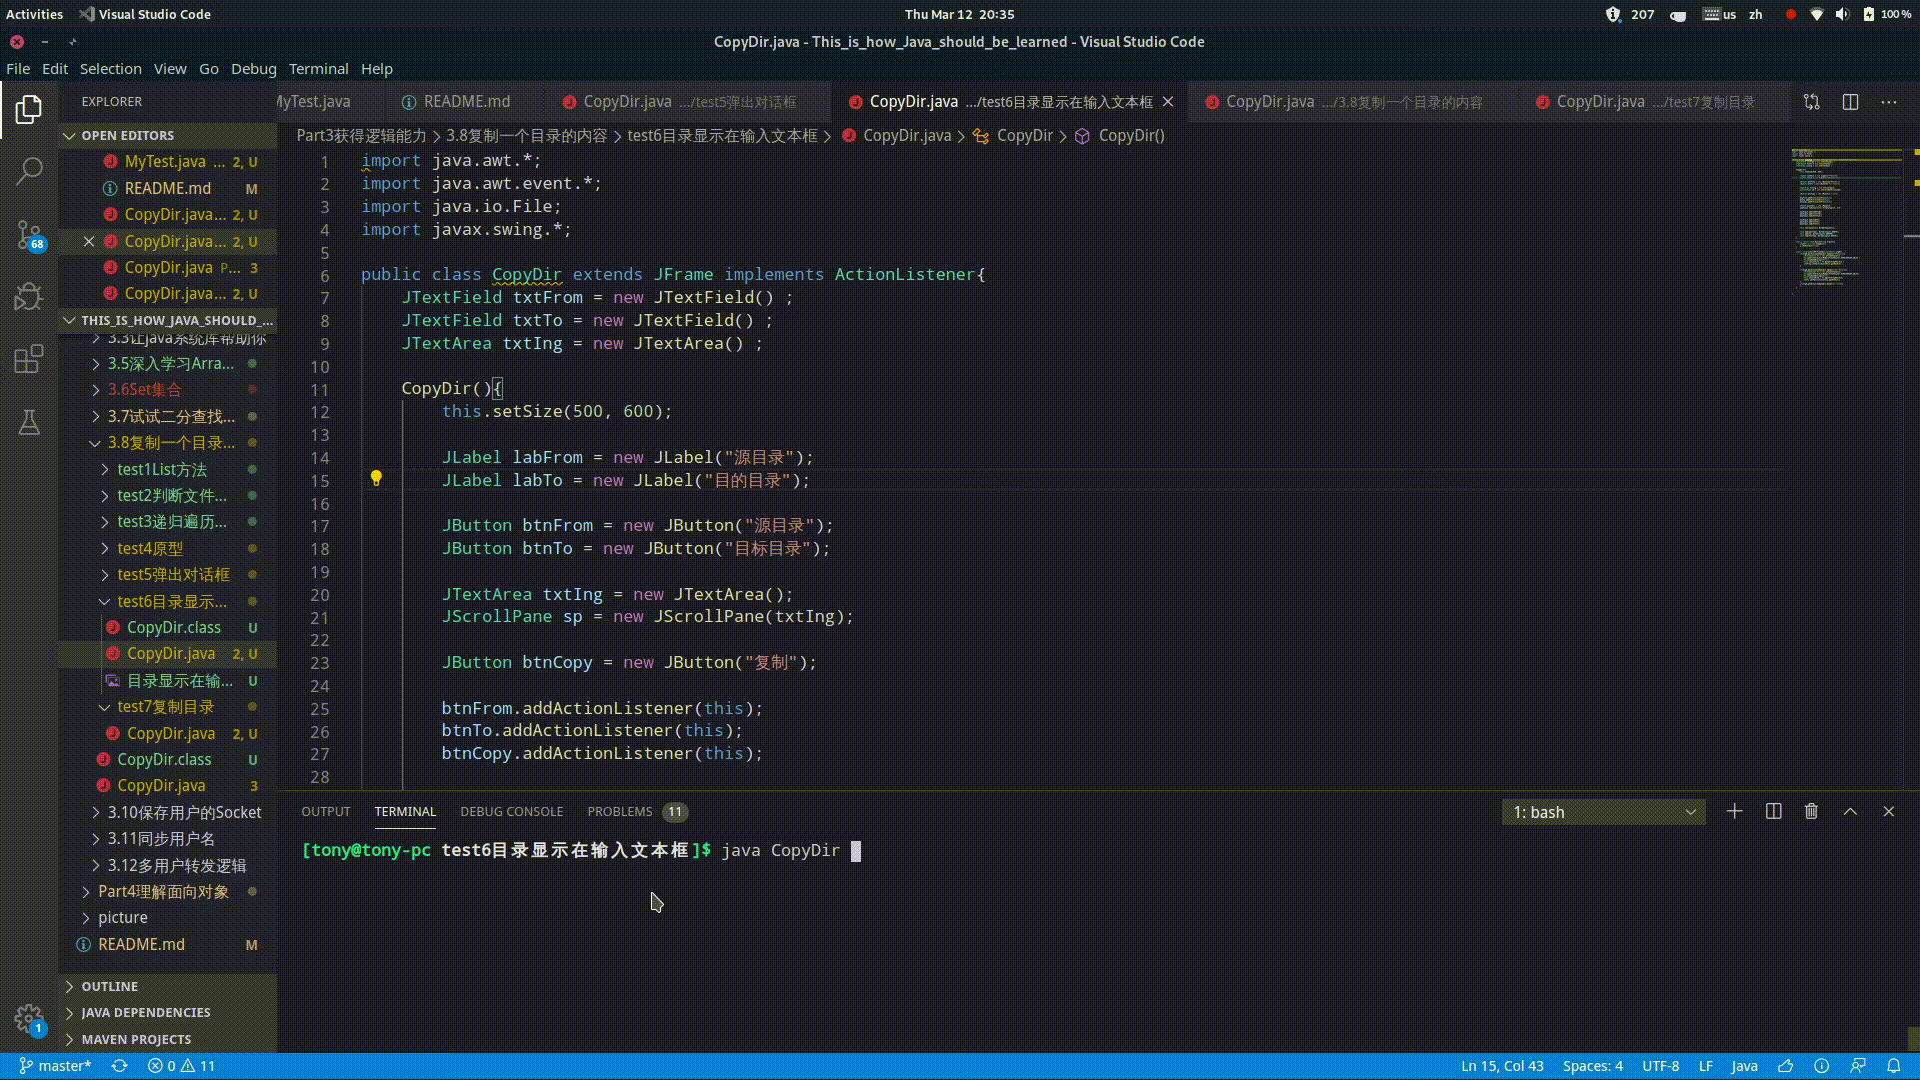 Activities Visual Studio Code
Thu Mar 12 20:35
207 us zh 100 %
CopyDir.java - This_is_how_Java_should_be_learned - Visual Studio Code
File Edit Selection View Go Debug Terminal Help
EXPLORER
OPEN EDITORS
MyTest.java ... 2, U
README.md M
CopyDir.java... 2, U
CopyDir.java... 2, U
CopyDir.java P... 3
CopyDir.java... 2, U
THIS_IS_HOW_JAVA_SHOULD_...
3.3让java系统库帮助你
3.5深入学习Arra...
3.6Set集合
3.7试试二分查找...
3.8复制一个目录...
test1List方法
test2判断文件...
test3递归遍历...
test4原型
test5弹出对话框
test6目录显示...
CopyDir.class U
CopyDir.java 2, U
目录显示在输... U
test7复制目录
CopyDir.java 2, U
CopyDir.class U
CopyDir.java 3
3.10保存用户的Socket
3.11同步用户名
3.12多用户转发逻辑
Part4理解面向对象
picture
README.md M
OUTLINE
JAVA DEPENDENCIES
MAVEN PROJECTS
68
1
MyTest.java README.md CopyDir.java .../test5弹出对话框 CopyDir.java .../test6目录显示在输入文本框 CopyDir.java .../3.8复制一个目录的内容 CopyDir.java .../test7复制目录
Part3获得逻辑能力 > 3.8复制一个目录的内容 > test6目录显示在输入文本框 > CopyDir.java > CopyDir > CopyDir()
1 import java.awt.*;
2 import java.awt.event.*;
3 import java.io.File;
4 import javax.swing.*;
5
6 public class CopyDir extends JFrame implements ActionListener{
7 JTextField txtFrom = new JTextField() ;
8 JTextField txtTo = new JTextField() ;
9 JTextArea txtIng = new JTextArea() ;
10
11 CopyDir(){
12 this.setSize(500, 600);
13
14 JLabel labFrom = new JLabel("源目录");
15 JLabel labTo = new JLabel("目的目录");
16
17 JButton btnFrom = new JButton("源目录");
18 JButton btnTo = new JButton("目标目录");
19
20 JTextArea txtIng = new JTextArea();
21 JScrollPane sp = new JScrollPane(txtIng);
22
23 JButton btnCopy = new JButton("复制");
24
25 btnFrom.addActionListener(this);
26 btnTo.addActionListener(this);
27 btnCopy.addActionListener(this);
28
OUTPUT TERMINAL DEBUG CONSOLE PROBLEMS 11
1: bash
[tony@tony-pc test6目录显示在输入文本框]$ java CopyDir
master* 0 11
Ln 15, Col 43 Spaces: 4 UTF-8 LF Java